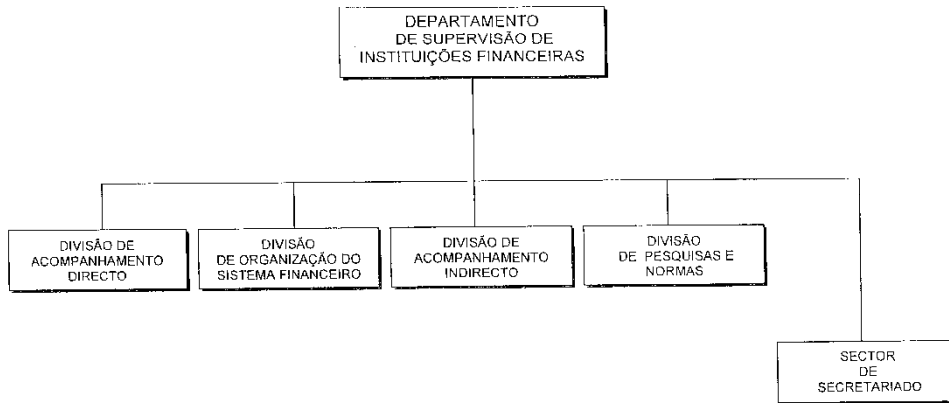 DEPARTAMENTO
DE SUPERVISÃO DE
INSTITUIÇÕES FINANCEIRAS
DIVISÃO DE
ACOMPANHAMENTO
DIRECTO
DIVISÃO
DE ORGANIZAÇÃO DO
SISTEMA FINANCEIRO
DIVISÃO DE
ACOMPANHAMENTO
INDIRECTO
DIVISÃO
DE PESQUISAS E
NORMAS
SECTOR
DE
SECRETARIADO